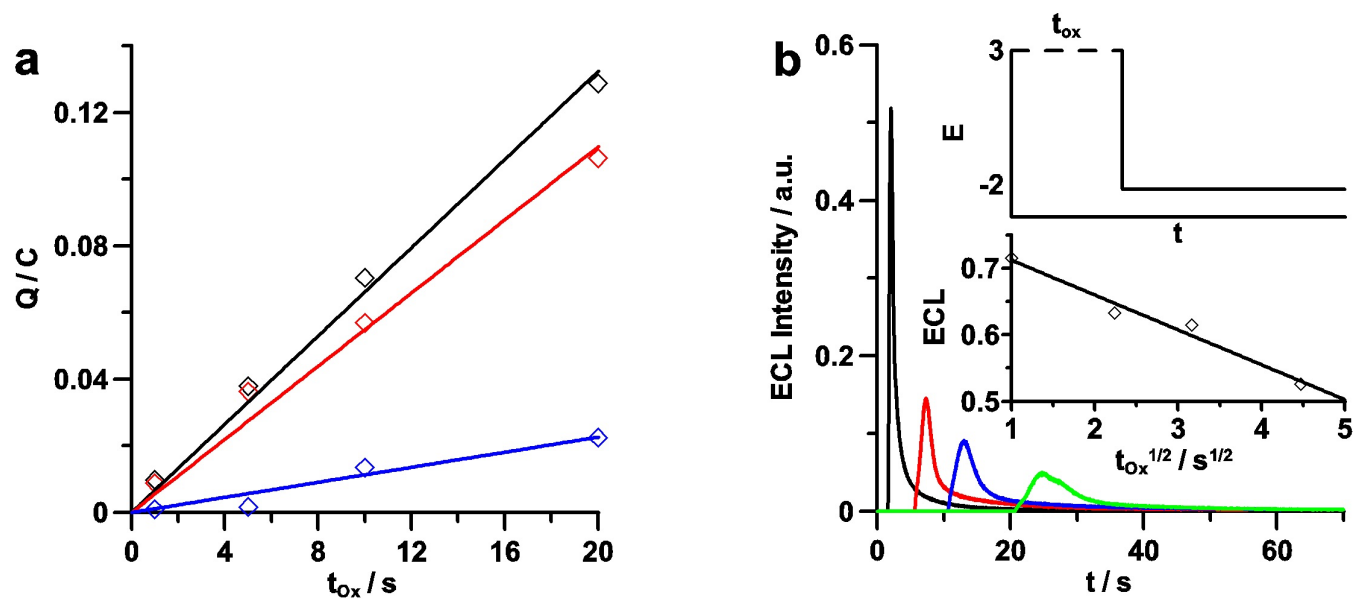 a
0.12
0.08
0.04
0
Q / C
0 4 8 12 16 20
tOx / s
b
0.6
0.4
0.2
0
ECL Intensity / a.u.
0 20 40 60
t / s
tox
3
-2
E
t
0.7
0.6
0.5
ECL
1 2 3 4 5
tOx1/2 / s1/2